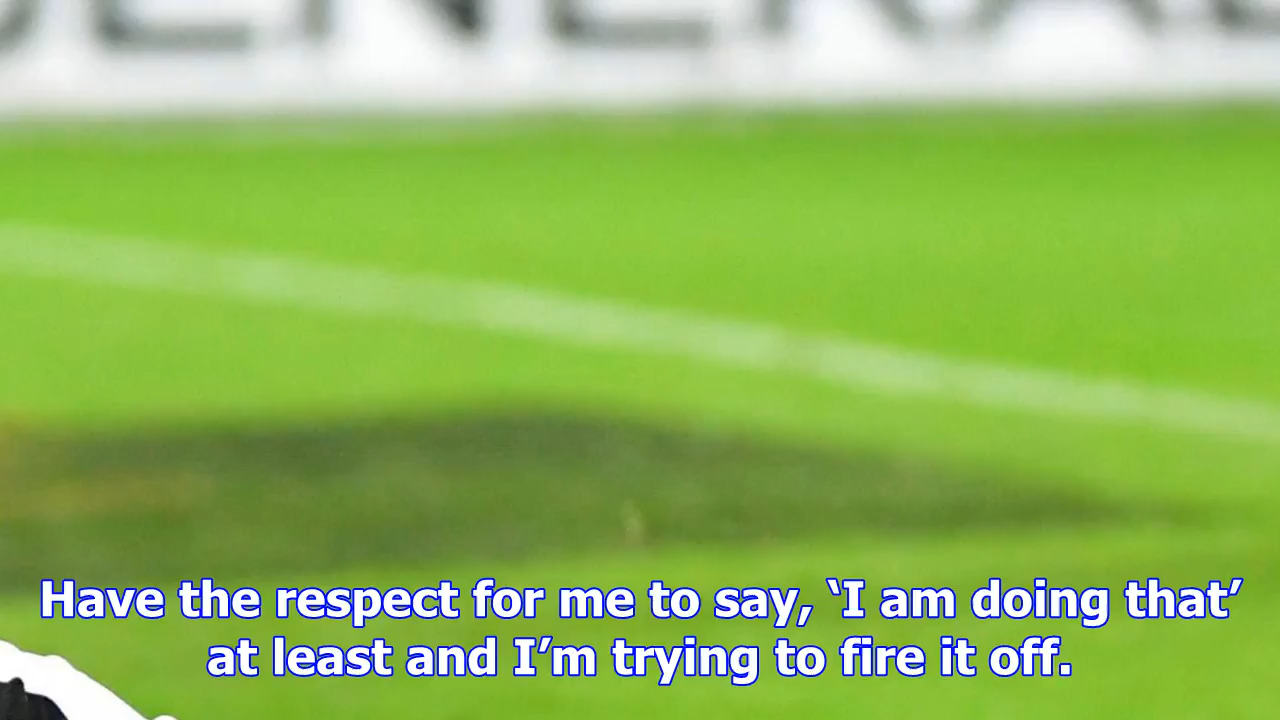 Have the respect for me to say, ‘I am doing that’
at least and I’m trying to fire it off.